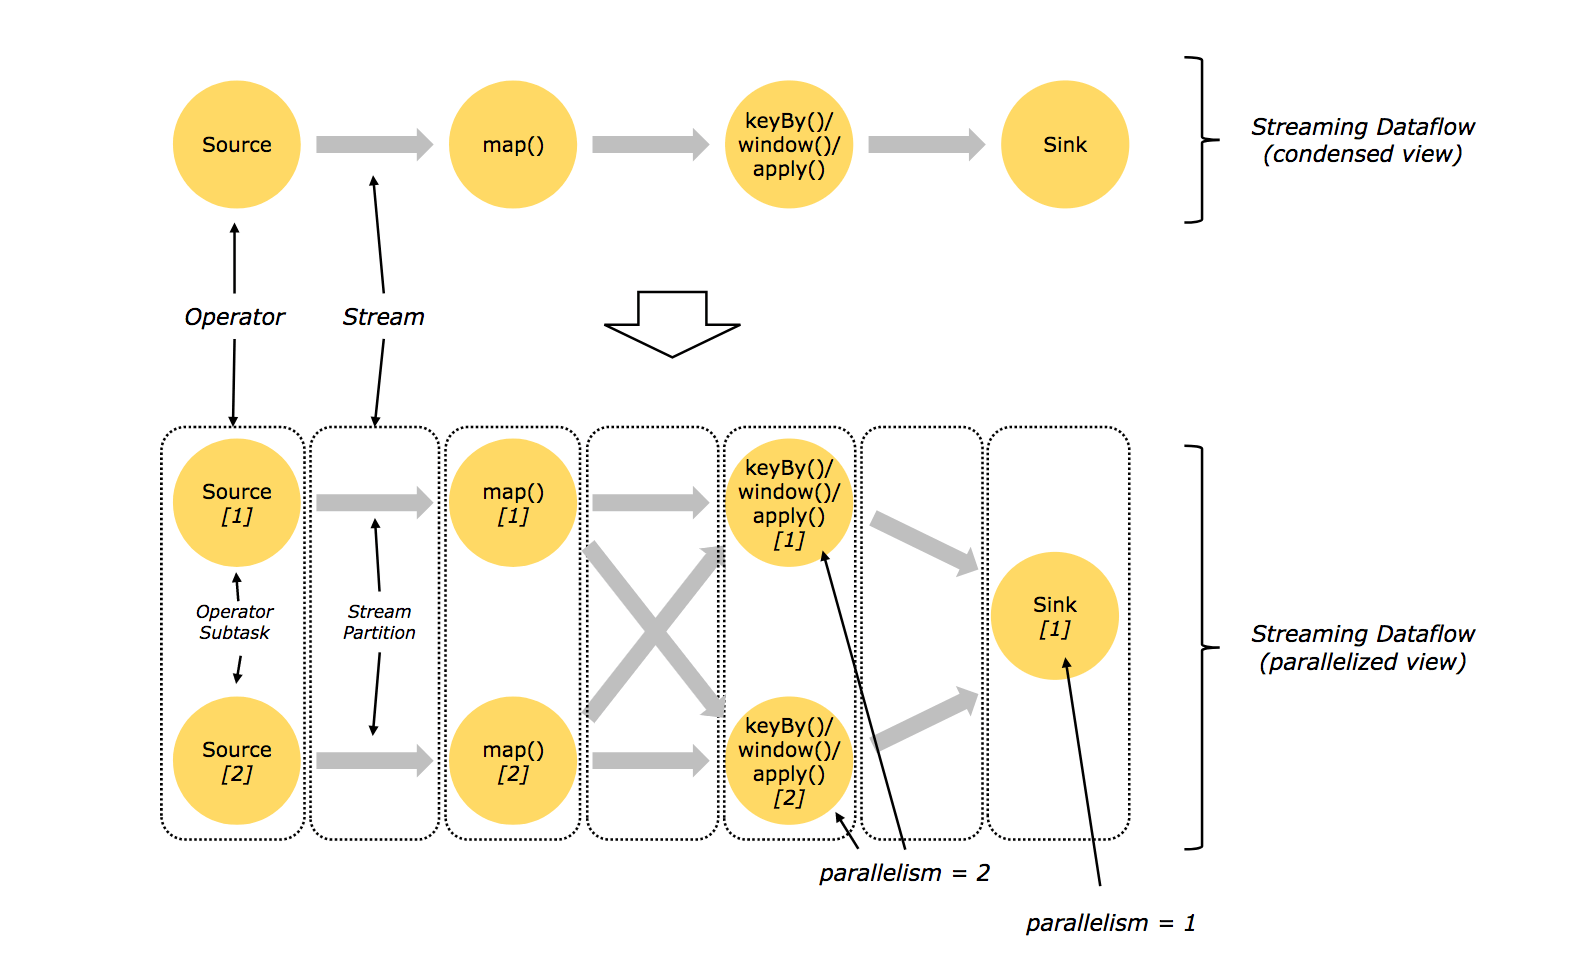 Source
map()
keyBy()/
window()/
apply()
Sink
Streaming Dataflow
(condensed view)
Operator
Stream
Source
[1]
map()
[1]
keyBy()/
window()/
apply()
[1]
Operator
Subtask
Stream
Partition
Sink
[1]
Streaming Dataflow
(parallelized view)
Source
[2]
map()
[2]
keyBy()/
window()/
apply()
[2]
parallelism = 2
parallelism = 1